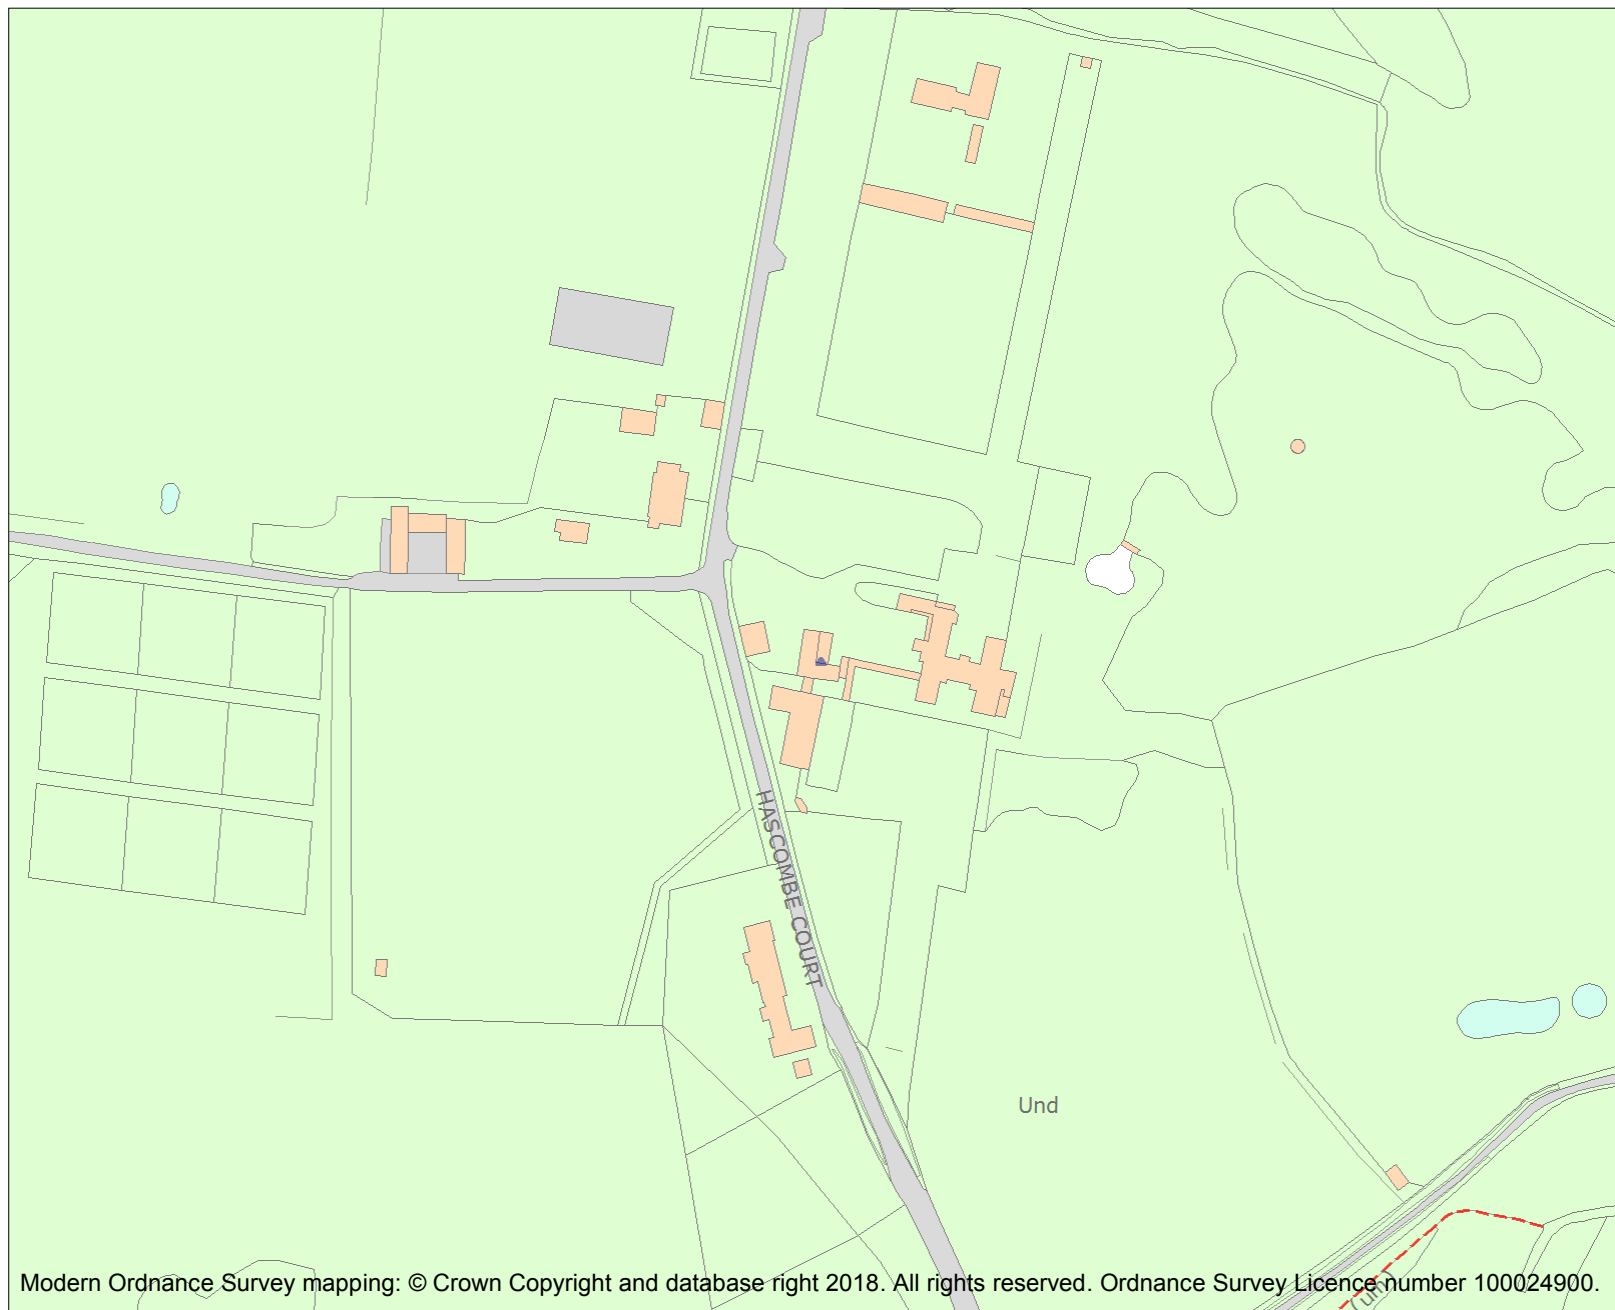 HASCOMBE COURT
Und
(um)
Modern Ordnance Survey mapping: © Crown Copyright and database right 2018. All rights reserved. Ordnance Survey Licence number 100024900.